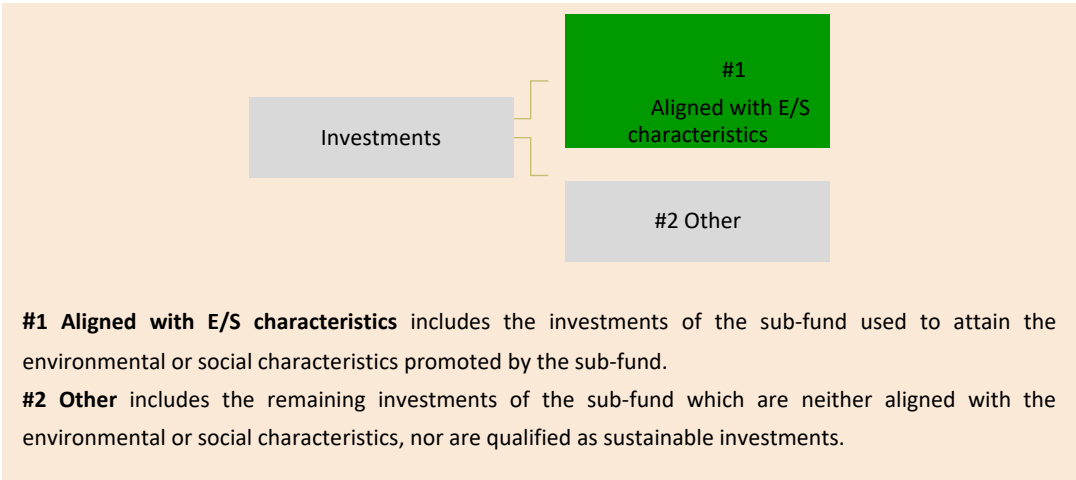 #1
Aligned with E/S
characteristics
Investments
#2 Other
#1 Aligned with E/S characteristics includes the investments of the sub-fund used to attain the
environmental or social characteristics promoted by the sub-fund.
#2 Other includes the remaining investments of the sub-fund which are neither aligned with the
environmental or social characteristics, nor are qualified as sustainable investments.